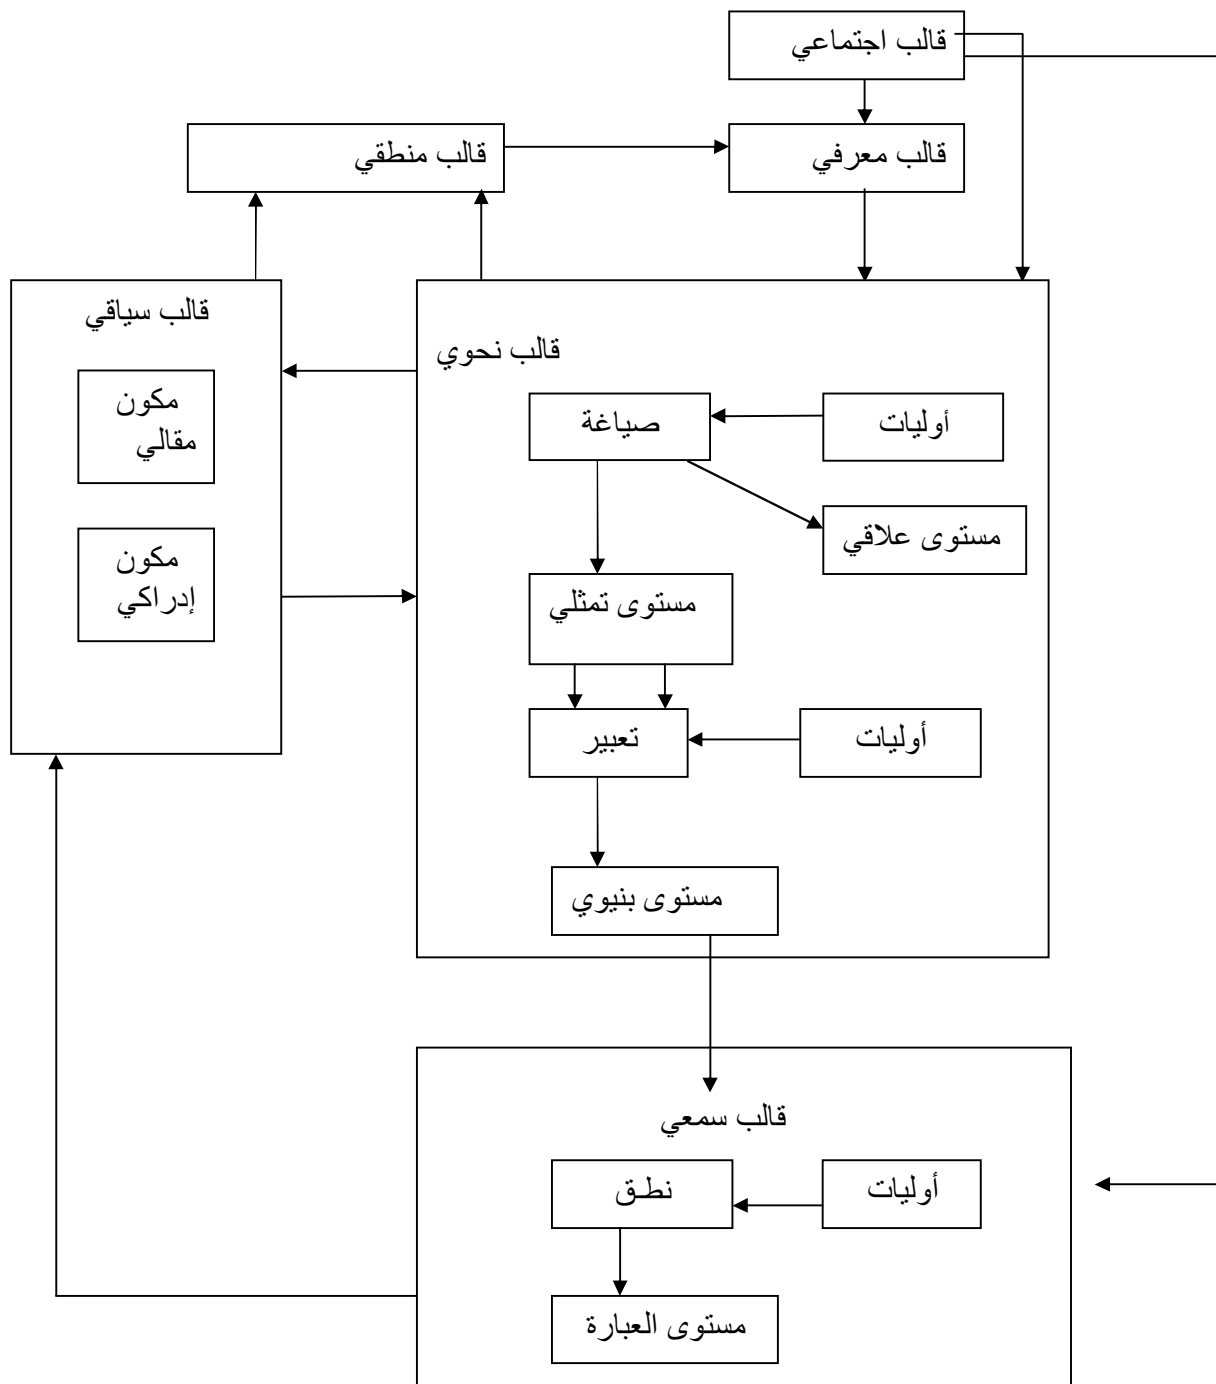 قالب اجتماعي
قالب معرفي
قالب منطقي
قالب سياقي
مكون
مقالي
مكون
إدراكي
قالب نحوي
أوليات
صياغة
مستوى علاقي
مستوى تمثلي
أوليات
تعبير
مستوى بنيوي
قالب سمعي
أوليات
نطق
مستوى العبارة